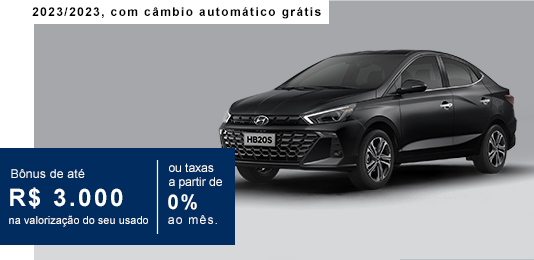 2023/2023, com câmbio automático grátis
HB20S
Bônus de até
R$ 3.000
na valorização do seu usado
ou taxas
a partir de
0%
ao mês.